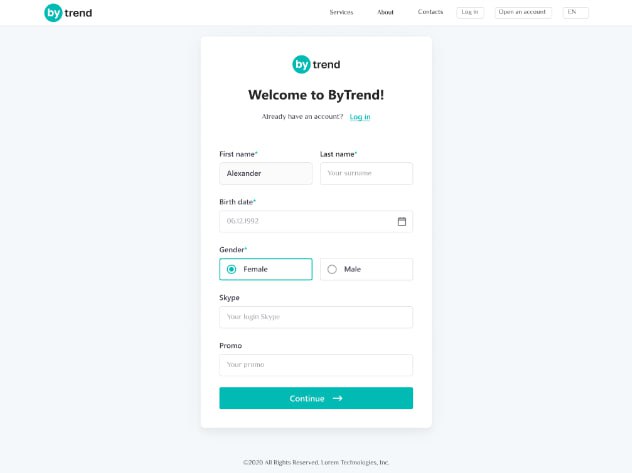 by trend Services About Contacts Log in Open an account EN
by trend
Welcome to ByTrend!
Already have an account? Log in
First name* Last name*
Alexander Your surname
Birth date*
06.12.1992
Gender*
Female Male
Skype
Your login Skype
Promo
Your promo
Continue →
©2020 All Rights Reserved. Lorem Technologies, Inc.